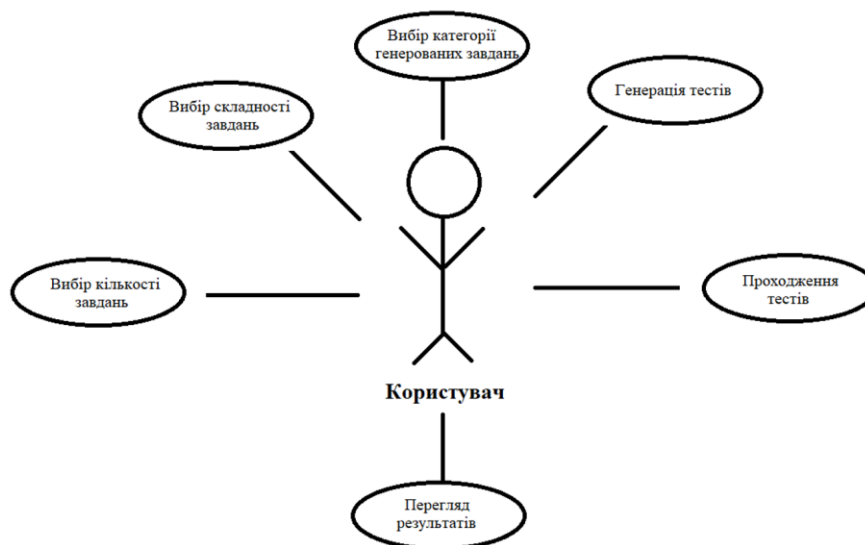 Вибір категорії
генерованих завдань
Генерація тестів
Вибір складності
завдань
Вибір кількості
завдань
Проходження
тестів
Користувач
Перегляд
результатів